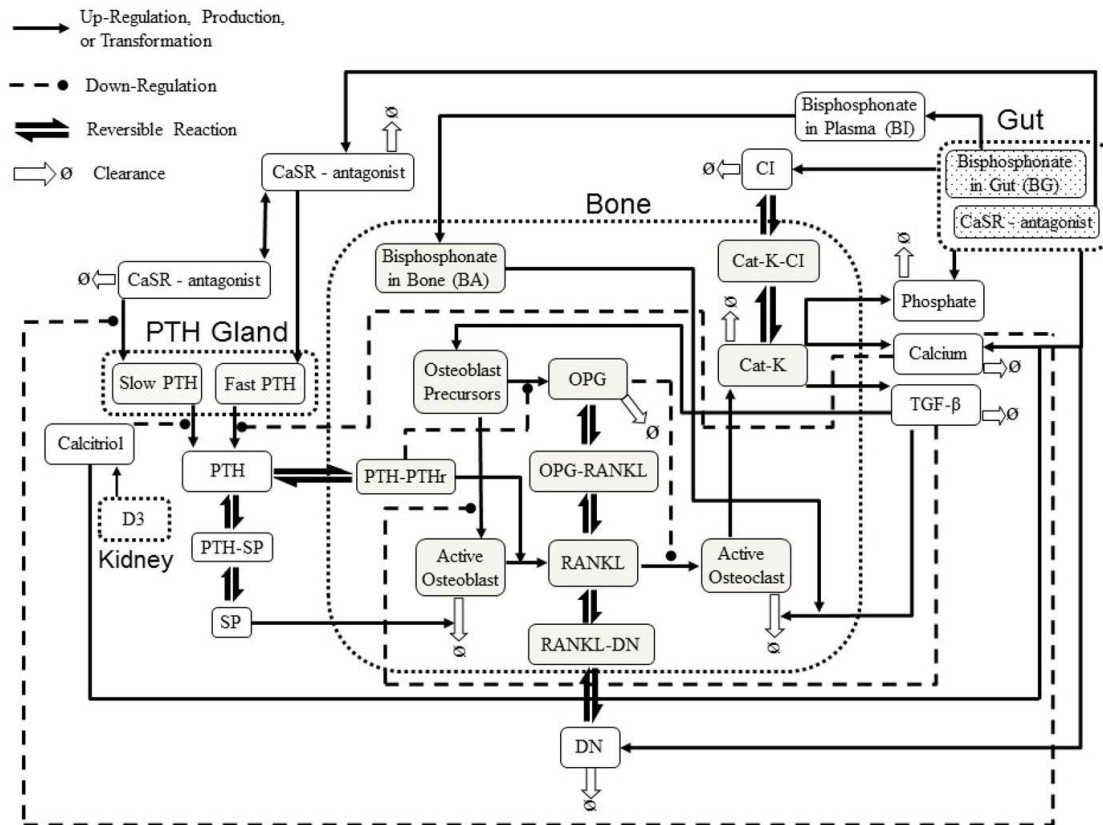 Up-Regulation, Production,
or Transformation
Down-Regulation
Reversible Reaction
Ø Clearance
Ø
CaSR - antagonist
Bisphosphonate
in Plasma (BI)
Gut
Bisphosphonate
in Gut (BG)
CaSR - antagonist
Ø CI
Bone
Bisphosphonate
in Bone (BA)
Cat-K-CI
Ø
Ø CaSR - antagonist
Ø
Phosphate
PTH Gland
Slow PTH
Fast PTH
Osteoblast
Precursors
OPG
Ø
Cat-K
Calcium
Ø
TGF-β
Ø
Calcitriol
PTH
PTH-PTHr
OPG-RANKL
D3
Kidney
PTH-SP
Active
Osteoblast
RANKL
Active
Osteoclast
SP
Ø
RANKL-DN
Ø
DN
Ø